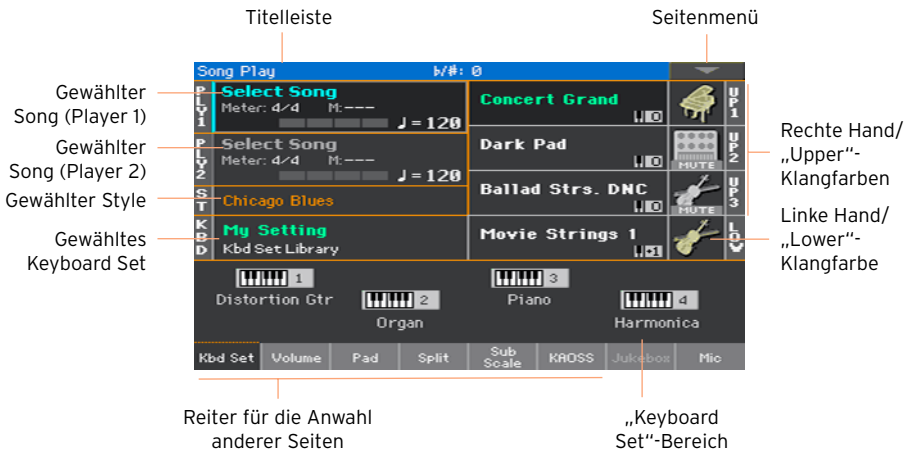 Titelleiste
Seitenmenü
Song Play ♭/#: 0
Gewählter
Song (Player 1)
PLY1
Select Song
Meter: 4/4 M:---
♩=120
Gewählter
Song (Player 2)
PLY2
Select Song
Meter: 4/4 M:---
♩=120
Gewählter Style
ST
Chicago Blues
Gewähltes
Keyboard Set
KBD
My Setting
Kbd Set Library
Concert Grand
0
UP1
Dark Pad
0
MUTE
UP2
Ballad Strs. DNC
0
MUTE
UP3
Movie Strings 1
+1
LOW
Rechte Hand/
„Upper“-
Klangfarben
Linke Hand/
„Lower“-
Klangfarbe
1
Distortion Gtr
2
Organ
3
Piano
4
Harmonica
Kbd Set Volume Pad Split Sub Scale KAOSS Jukebox Mic
Reiter für die Anwahl
anderer Seiten
„Keyboard
Set“-Bereich